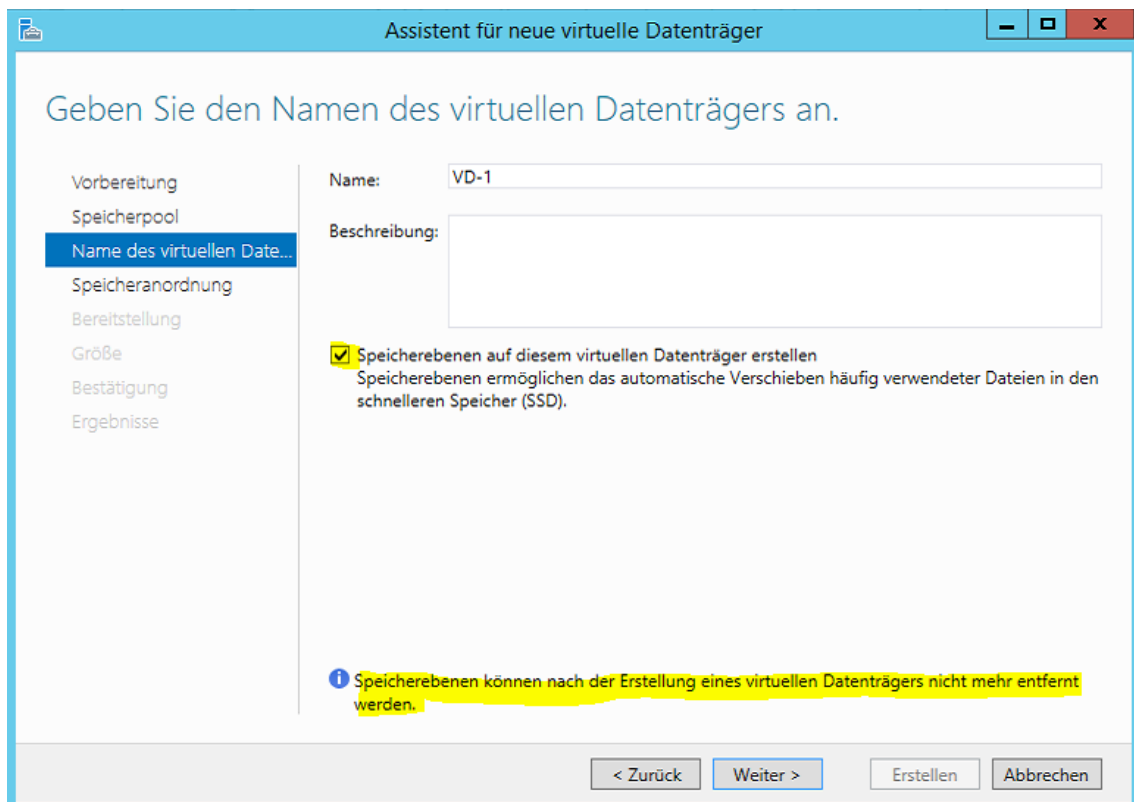 Assistent für neue virtuelle Datenträger
Geben Sie den Namen des virtuellen Datenträgers an.
Vorbereitung
Speicherpool
Name des virtuellen Date...
Speicheranordnung
Bereitstellung
Größe
Bestätigung
Ergebnisse
Name:
VD-1
Beschreibung:
Speicherebenen auf diesem virtuellen Datenträger erstellen
Speicherebenen ermöglichen das automatische Verschieben häufig verwendeter Dateien in den
schnelleren Speicher (SSD).
Speicherebenen können nach der Erstellung eines virtuellen Datenträgers nicht mehr entfernt
werden.
< Zurück
Weiter >
Erstellen
Abbrechen